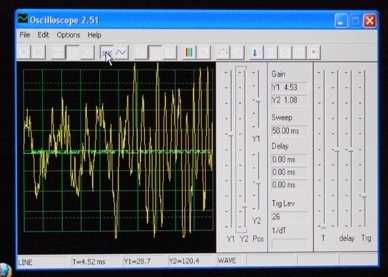 Oscilloscope 2.51
File Edit Options Help
Gain
Y1 4.53
Y2 1.08
Sweep
50.00 ms
Delay
0.00 ms
0.00 ms
0.00 ms
Trg Lev
26
1/dT
Y1
Y2
Y1 Y2 Pos
T delay Trg
LINE T=4.52 ms Y1=28.7 Y2=120.4 WAVE